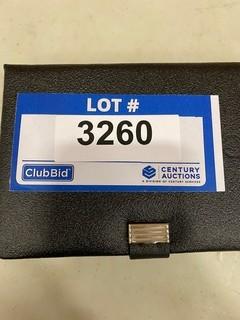 LOT #
3260
ClubBid
CENTURY
AUCTIONS
A DIVISION OF CENTURY SERVICES